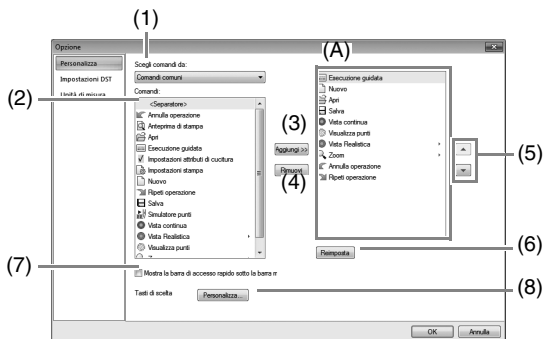 (1)
(A)
Opzione
Personalizza
Impostazioni DST
Unità di misura
Scegli comandi da:
Comandi comuni
Comandi:
(2)
<Separatore>
Annulla operazione
Anteprima di stampa
Apri
Esecuzione guidata
Impostazioni attributi di cucitura
Impostazioni stampa
Nuovo
Ripeti operazione
Salva
Simulatore punti
Vista continua
Vista Realistica
Visualizza punti
(3)
Aggiungi >>
Rimuovi
(4)
Esecuzione guidata
Nuovo
Apri
Salva
Vista continua
Visualizza punti
Vista Realistica
Zoom
Annulla operazione
Ripeti operazione
(5)
Reimposta
(6)
(7)
Mostra la barra di accesso rapido sotto la barra m
Tasti di scelta
Personalizza...
(8)
OK
Annulla